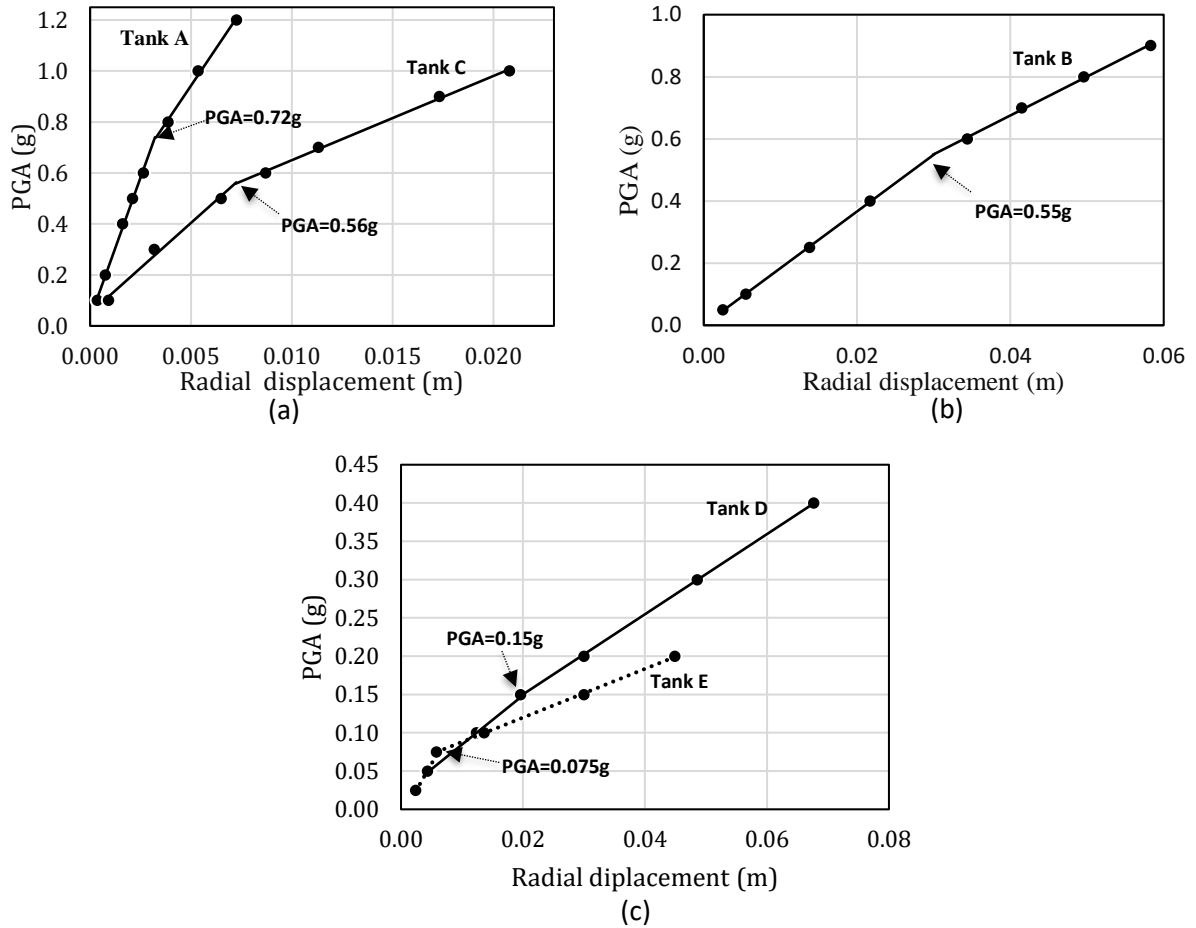 1.2
1.0
0.8
0.6
0.4
0.2
0.0
PGA (g)
Tank A
Tank C
PGA=0.72g
PGA=0.56g
0.000 0.005 0.010 0.015 0.020
Radial displacement (m)
(a)
1.0
0.8
0.6
0.4
0.2
0.0
PGA (g)
Tank B
PGA=0.55g
0.00 0.02 0.04 0.06
Radial displacement (m)
(b)
0.45
0.40
0.35
0.30
0.25
0.20
0.15
0.10
0.05
0.00
PGA (g)
Tank D
PGA=0.15g
Tank E
PGA=0.075g
0.00 0.02 0.04 0.06 0.08
Radial diplacement (m)
(c)